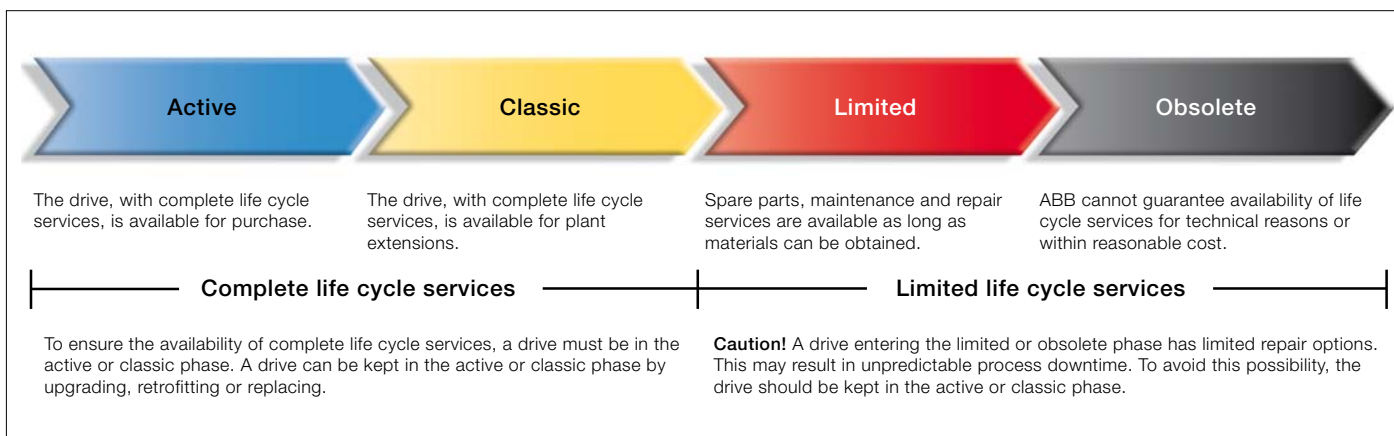 Active
Classic
Limited
Obsolete
The drive, with complete life cycle
services, is available for purchase.
The drive, with complete life cycle
services, is available for plant
extensions.
Spare parts, maintenance and repair
services are available as long as
materials can be obtained.
ABB cannot guarantee availability of life
cycle services for technical reasons or
within reasonable cost.
Complete life cycle services
Limited life cycle services
To ensure the availability of complete life cycle services, a drive must be in the
active or classic phase. A drive can be kept in the active or classic phase by
upgrading, retrofitting or replacing.
Caution! A drive entering the limited or obsolete phase has limited repair options.
This may result in unpredictable process downtime. To avoid this possibility, the
drive should be kept in the active or classic phase.